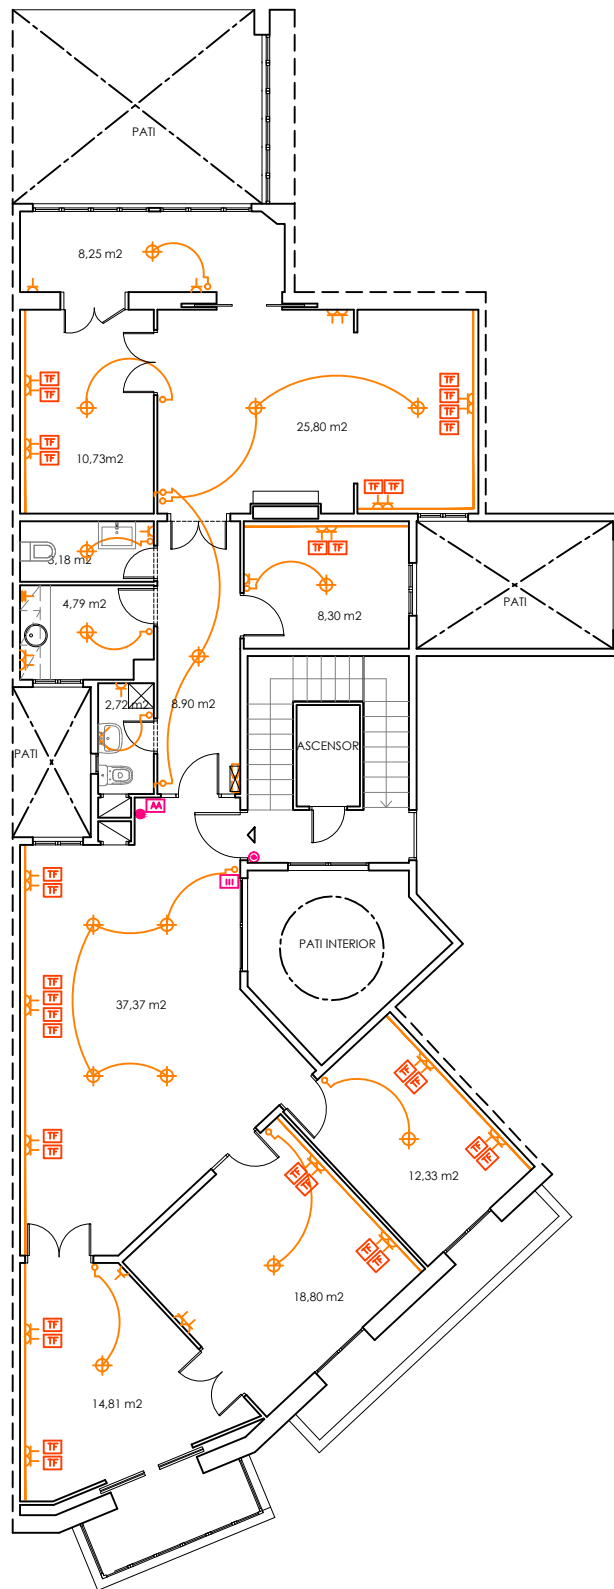 PATI
8,25 m2
TF
TF
TF
TF
TF
TF
TF
TF
25,80 m2
10,73m2
TF TF
TF TF
3,18 m2
4,79 m2
8,30 m2
PATI
2,72 m2
8.90 m2
PATI
ASCENSOR
AA
TF
TF
PATI INTERIOR
TF
TF
TF
TF
37,37 m2
TF
TF
TF TF
TF TF
12,33 m2
TF TF
TF TF
18,80 m2
TF
TF
14,81 m2
TF
TF